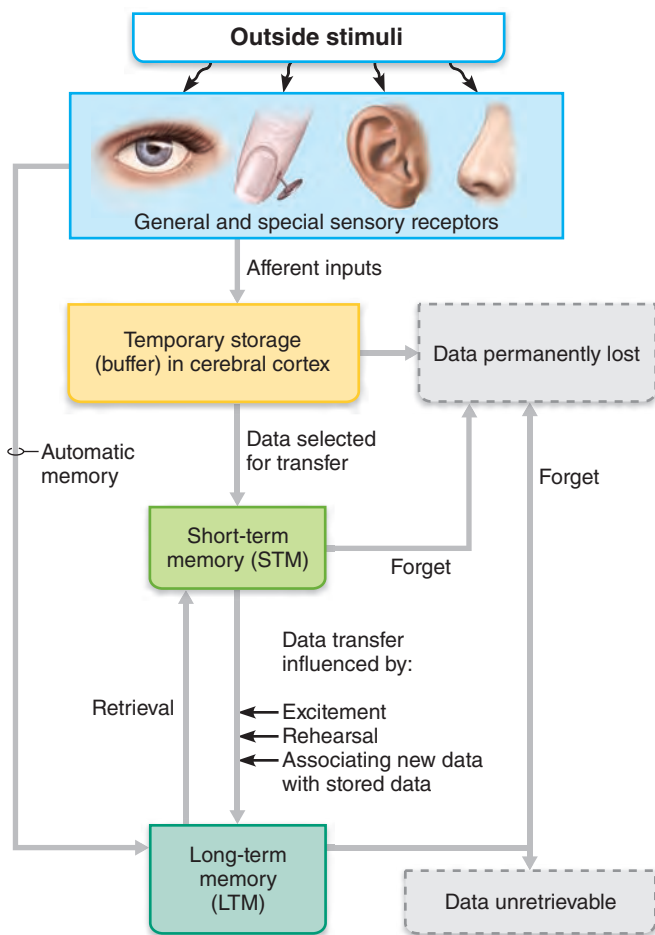 Outside stimuli
General and special sensory receptors
Afferent inputs
Temporary storage
(buffer) in cerebral cortex
Data permanently lost
Automatic
memory
Data selected
for transfer
Forget
Short-term
memory (STM)
Forget
Data transfer
influenced by:
Retrieval
Excitement
Rehearsal
Associating new data
with stored data
Long-term
memory
(LTM)
Data unretrievable